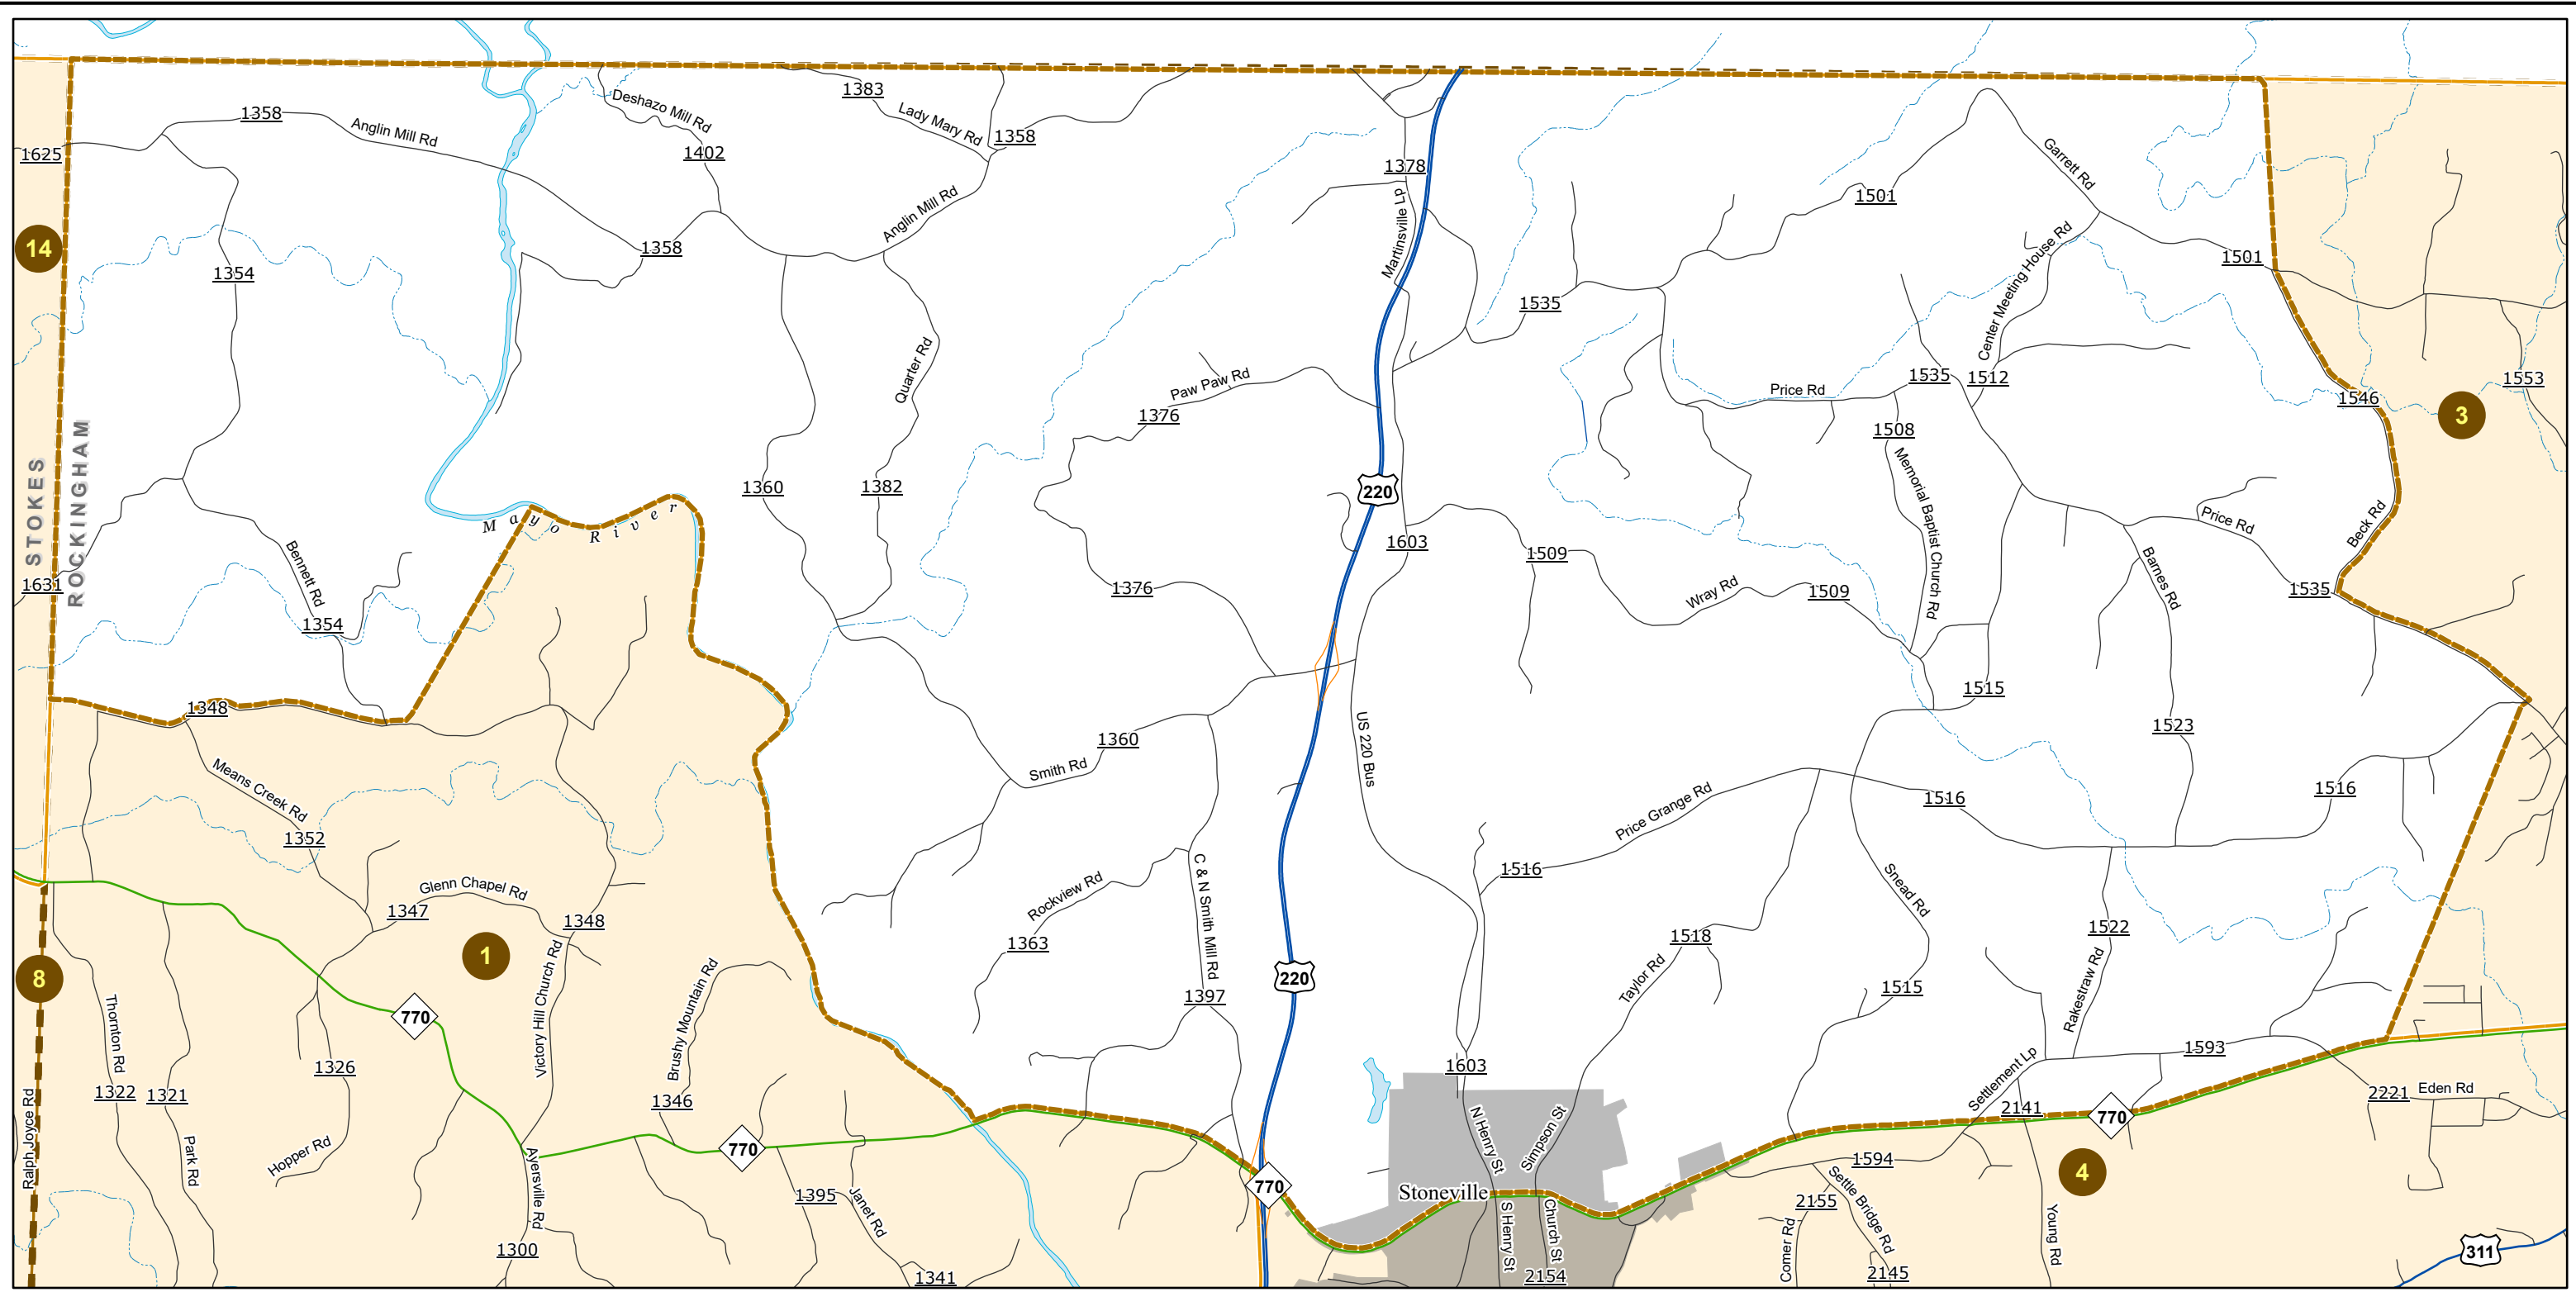 1383
1358
Deshazo Mill Rd
Lady Mary Rd
Anglin Mill Rd
1358
1625
1402
1378
Garrett Rd
1501
14
1358
Anglin Mill Rd
Martinsville Lp
Center Meeting House Rd
1501
1354
1535
Quarter Rd
Paw Paw Rd
1376
Price Rd
1535
1512
1553
1546
3
STOKES
ROCKINGHAM
1508
1360
1382
220
Memorial Baptist Church Rd
Price Rd
Beck Rd
Mayo River
1603
1509
Bennett Rd
1631
1376
Wray Rd
1509
Barnes Rd
1535
1354
1348
1515
US 220 Bus
1523
Smith Rd
1360
Means Creek Rd
1352
Price Grange Rd
1516
1516
1516
Glenn Chapel Rd
1347
1348
Rockview Rd
1363
C & N Smith Mill Rd
Snead Rd
1522
1
8
1518
Taylor Rd
220
1397
1515
Rakestraw Rd
Thornton Rd
770
Victory Hill Church Rd
Brushy Mountain Rd
1326
1322
1321
1346
1603
Settlement Lp
1593
2221
Eden Rd
2141
770
Ralph Joyce Rd
Park Rd
Hopper Rd
Ayersville Rd
770
1395
Janet Rd
770
N Henry St
Simpson St
Stoneville
S Henry St
Church St
1594
2155
Settle Bridge Rd
Comer Rd
Young Rd
4
1300
1341
2154
2145
311